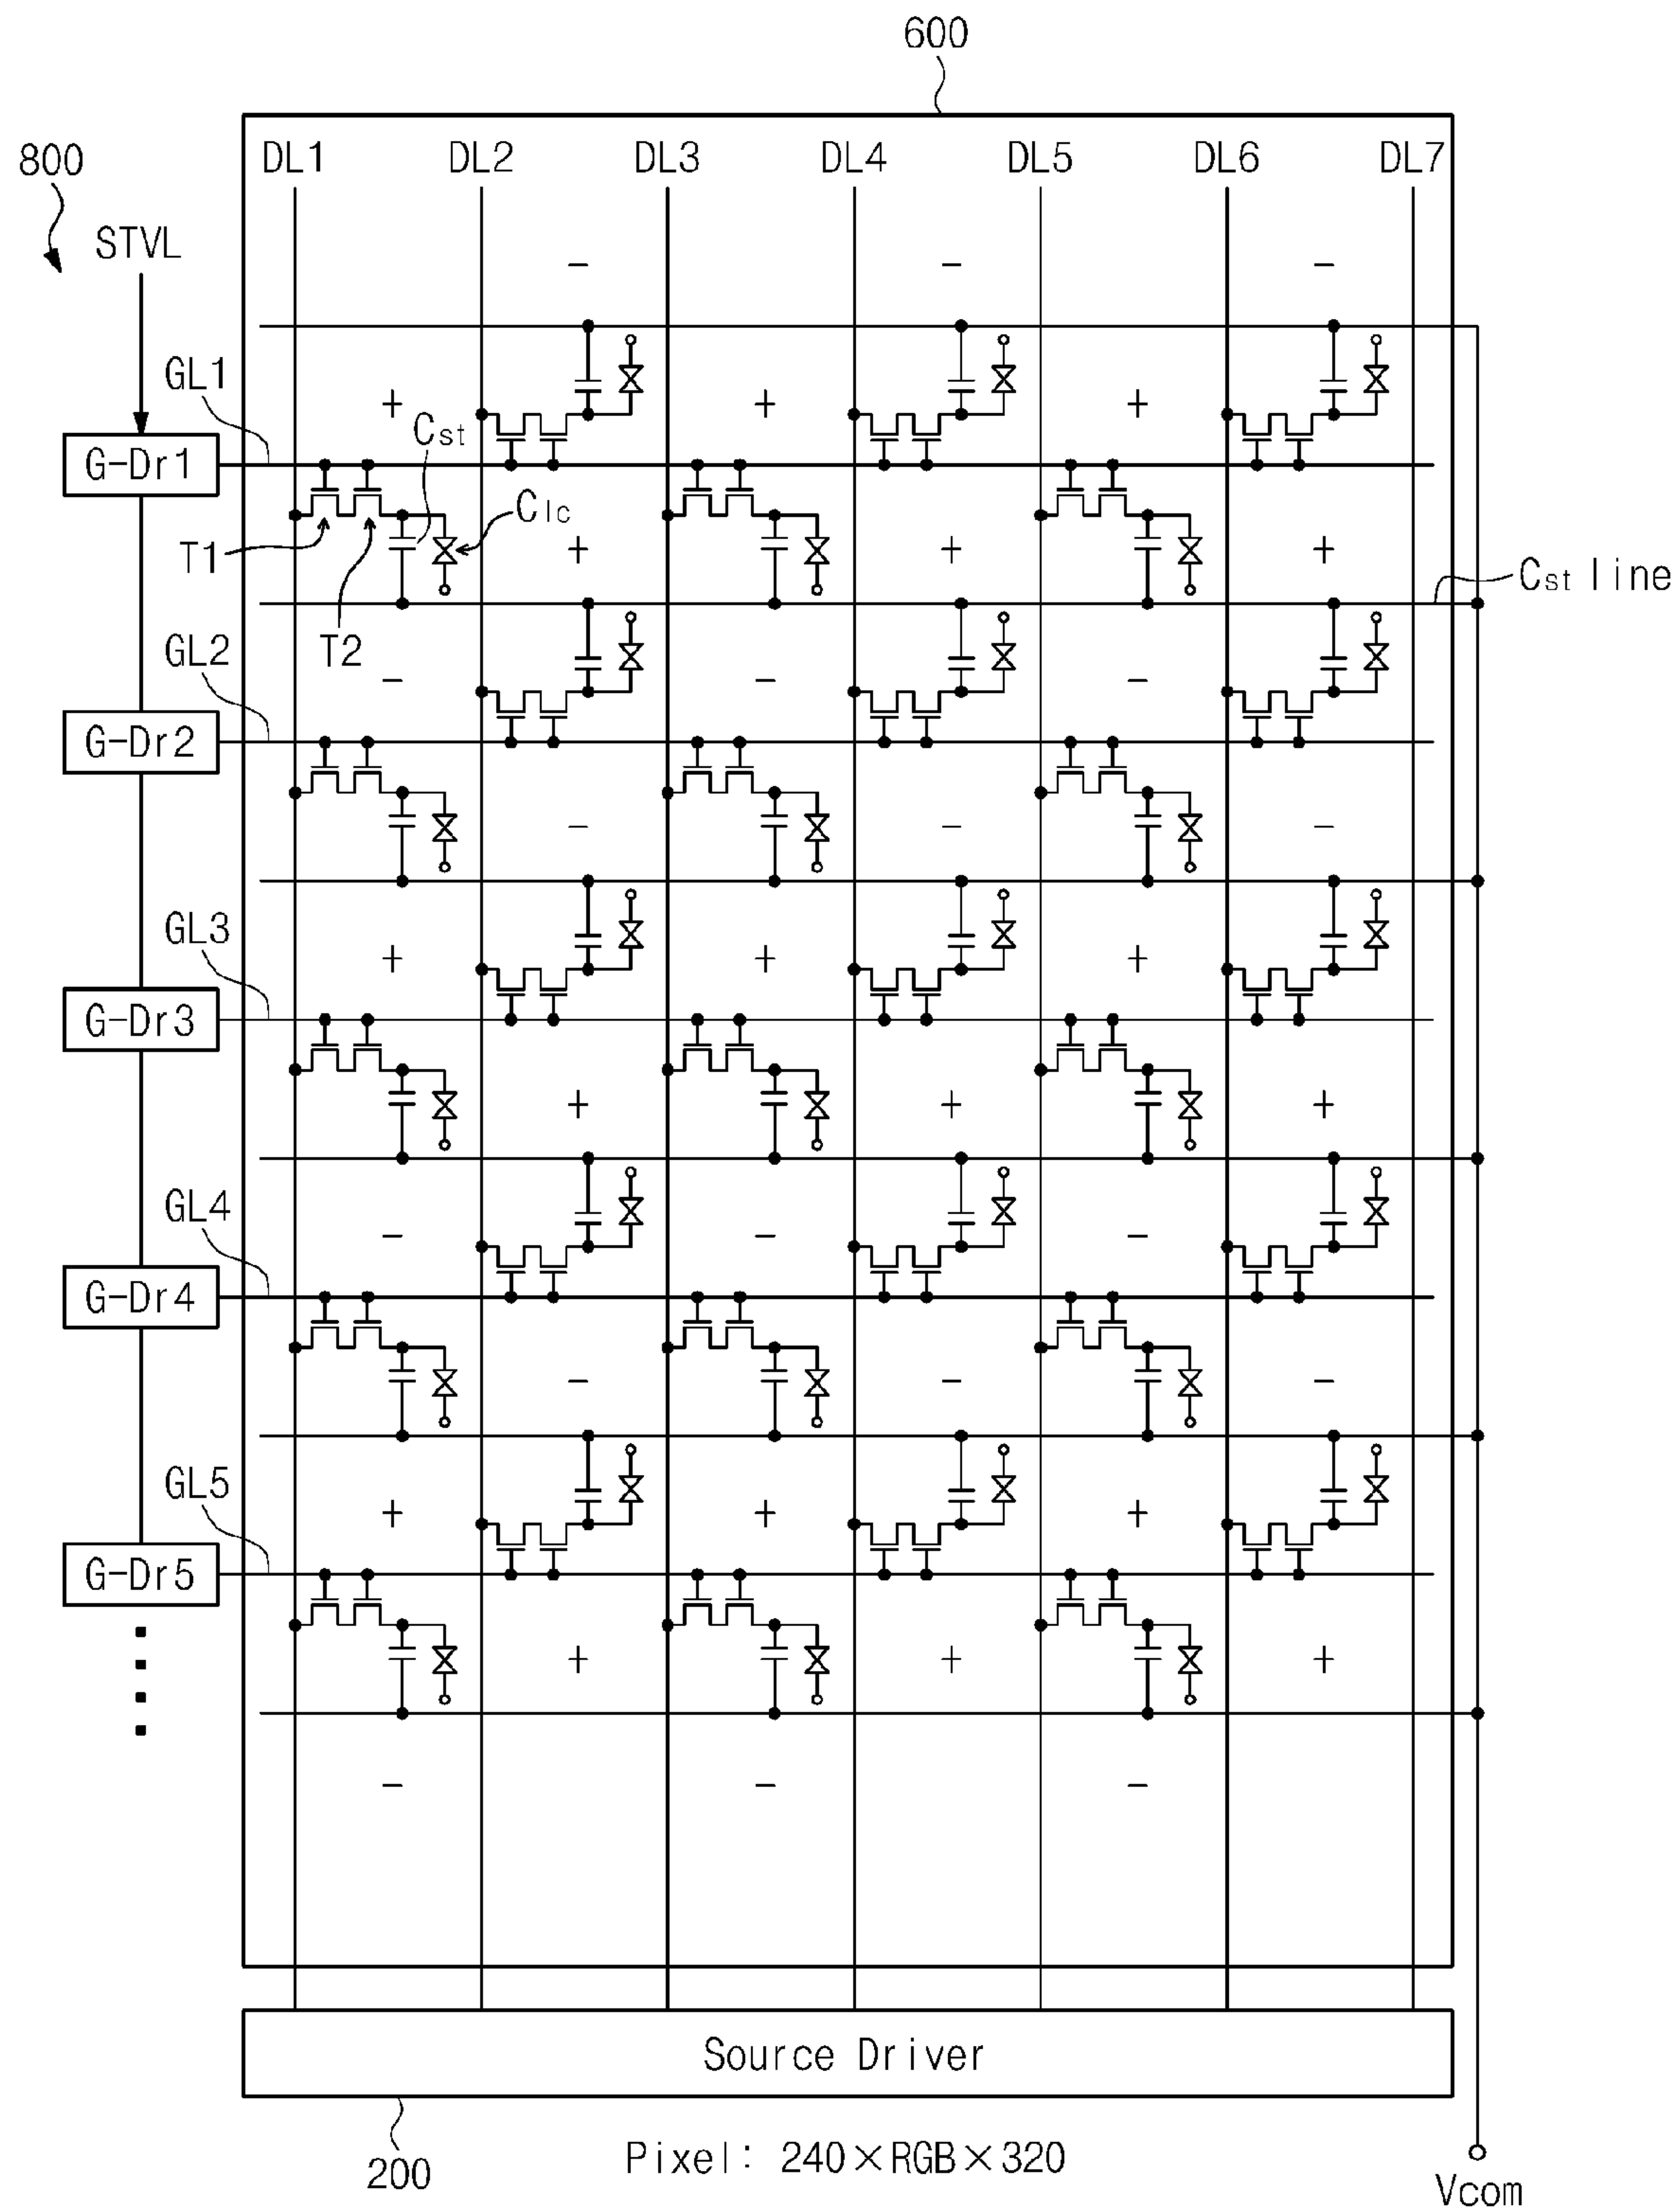 600
800
DL1 DL2 DL3 DL4 DL5 DL6 DL7
STVL
- - -
GL1
+ + +
Cst
G-Dr1
Clc
T1
+ + +
Cst line
T2
GL2
- - -
G-Dr2
- - -
GL3
+ + +
G-Dr3
+ + +
GL4
- - -
G-Dr4
- - -
GL5
+ + +
G-Dr5
+ + +
- - -
Source Driver
200
Pixel: 240×RGB×320
Vcom